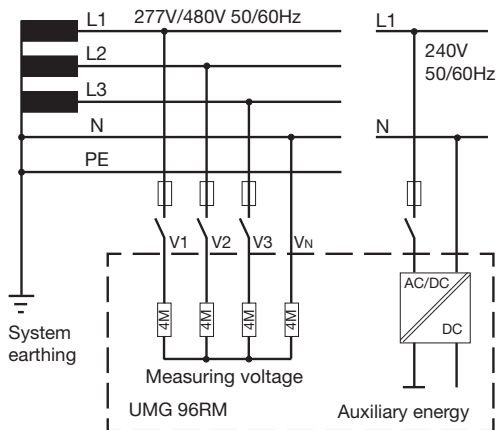 L1 277V/480V 50/60Hz
L2
L3
N
PE
L1
240V
50/60Hz
N
V1 V2 V3 VN
4M 4M 4M 4M
AC/DC
DC
System
earthing
Measuring voltage
UMG 96RM
Auxiliary energy